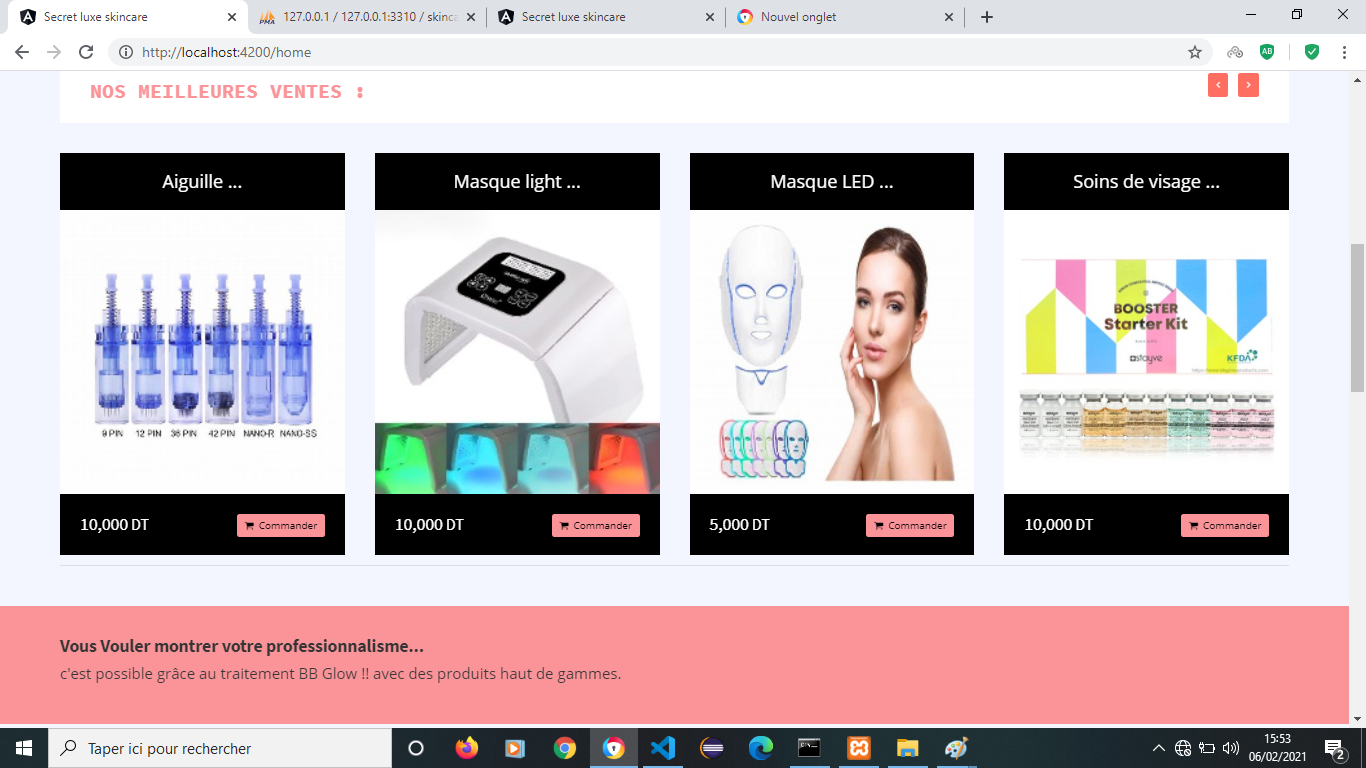 Secret luxe skincare
127.0.0.1 / 127.0.0.1:3310 / skinca
Secret luxe skincare
Nouvel onglet
http://localhost:4200/home
NOS MEILLEURES VENTES :
Aiguille ...
Masque light ...
Masque LED ...
Soins de visage ...
BOOSTER
Starter Kit
stayve
KFDA
9 PIN 12 PIN 36 PIN 42 PIN NANO-R NANO-SS
10,000 DT
Commander
10,000 DT
Commander
5,000 DT
Commander
10,000 DT
Commander
Vous Vouler montrer votre professionnalisme...
c'est possible grâce au traitement BB Glow !! avec des produits haut de gammes.
Taper ici pour rechercher
15:53
06/02/2021
2